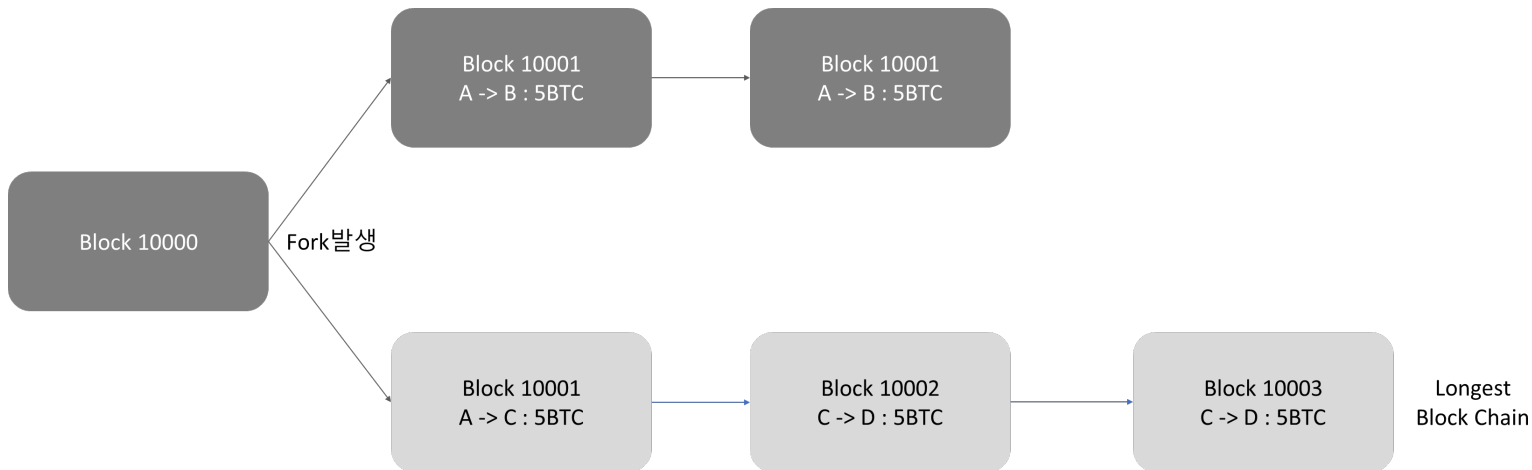 Block 10001
A -> B : 5BTC
Block 10001
A -> B : 5BTC
Block 10000
Fork발생
Block 10001
A -> C : 5BTC
Block 10002
C -> D : 5BTC
Block 10003
C -> D : 5BTC
Longest
Block Chain